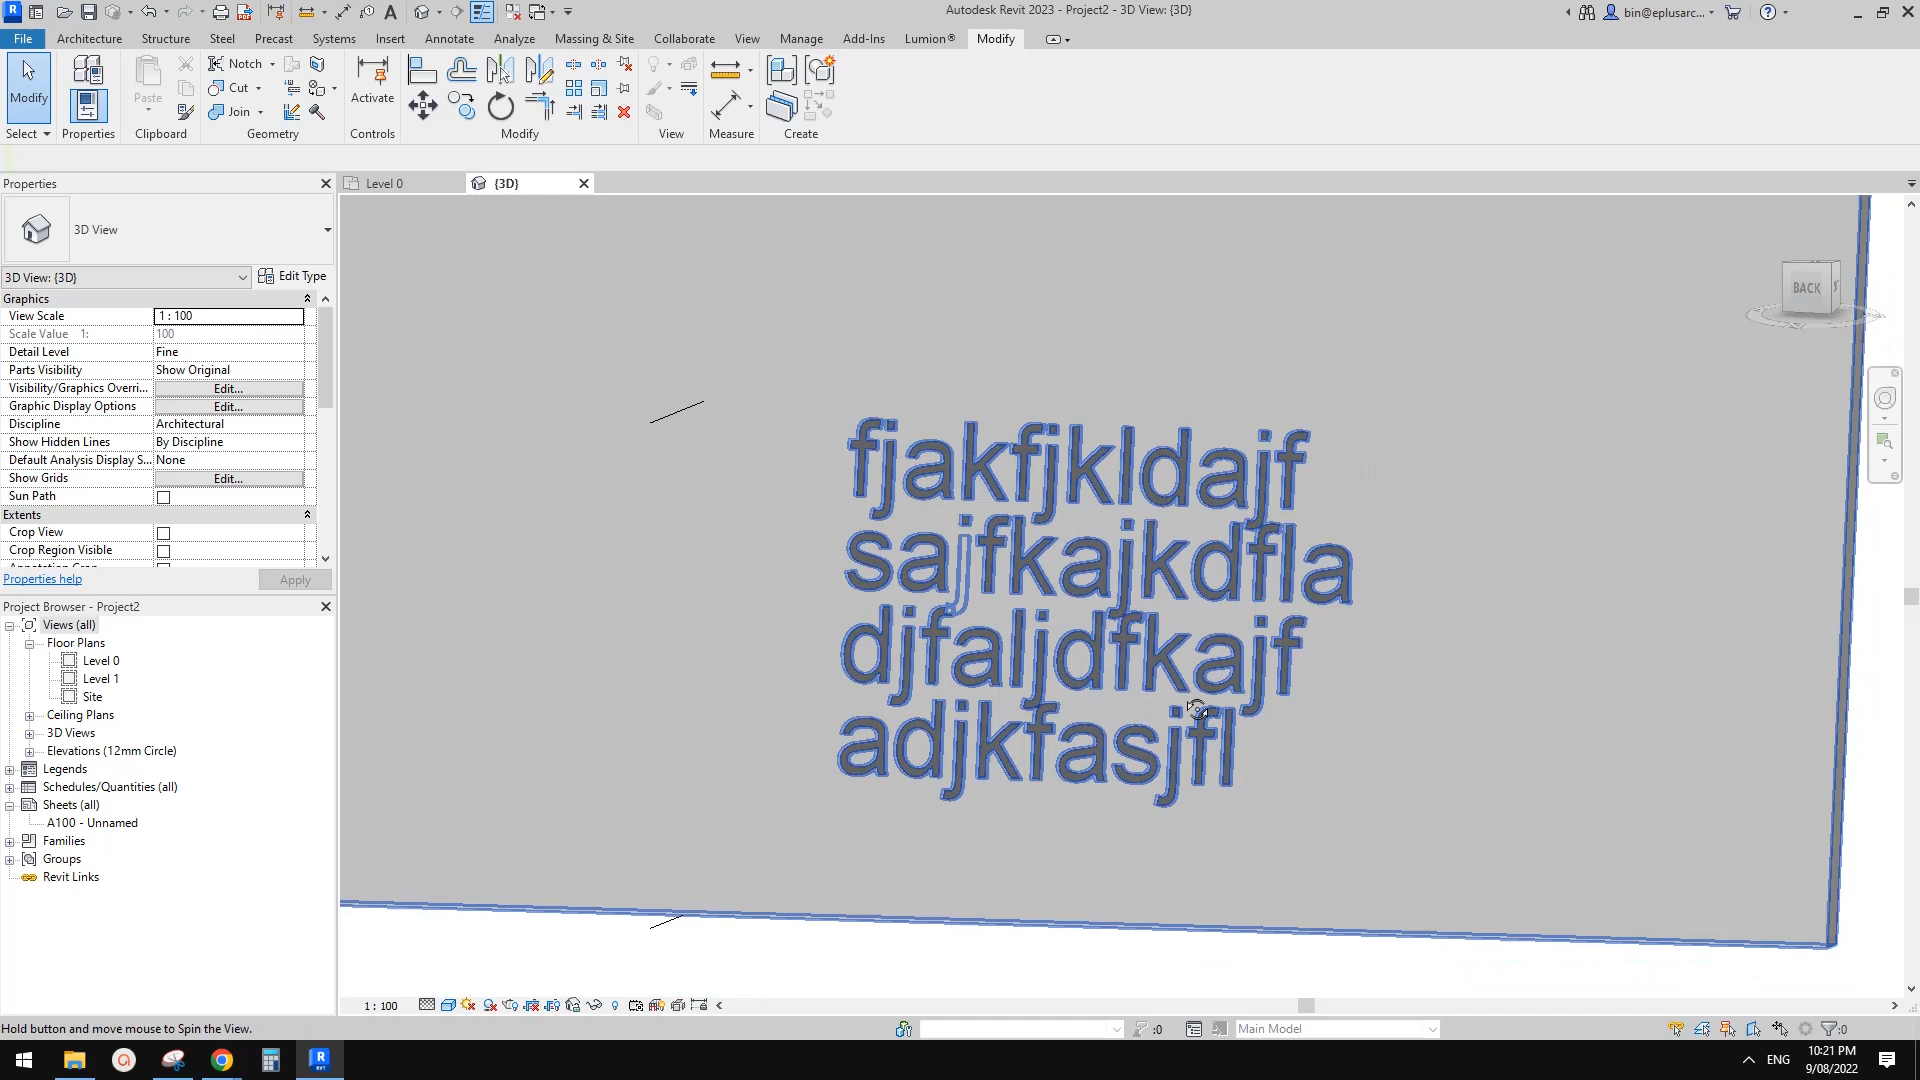 Autodesk Revit 2023 - Project2 - 3D View: {3D}
bin@eplusarc...
File Architecture Structure Steel Precast Systems Insert Annotate Analyze Massing & Site Collaborate View Manage Add-Ins Lumion® Modify
Modify
Paste
Notch
Cut
Join
Activate
Select Properties Clipboard Geometry Controls Modify View Measure Create
Properties
Level 0
{3D}
3D View
3D View: {3D}
Edit Type
Graphics
View Scale 1 : 100
Scale Value 1: 100
Detail Level Fine
Parts Visibility Show Original
Visibility/Graphics Overri... Edit...
Graphic Display Options Edit...
Discipline Architectural
Show Hidden Lines By Discipline
Default Analysis Display S... None
Show Grids Edit...
Sun Path
Extents
Crop View
Crop Region Visible
Properties help
Apply
Project Browser - Project2
Views (all)
Floor Plans
Level 0
Level 1
Site
Ceiling Plans
3D Views
Elevations (12mm Circle)
Legends
Schedules/Quantities (all)
Sheets (all)
A100 - Unnamed
Families
Groups
Revit Links
BACK
fjakfjkldajf
sajfkajkdfla
djfaljdfkajf
adjkfasjfl
1 : 100
Hold button and move mouse to Spin the View.
:0
Main Model
:0
ENG
10:21 PM
9/08/2022